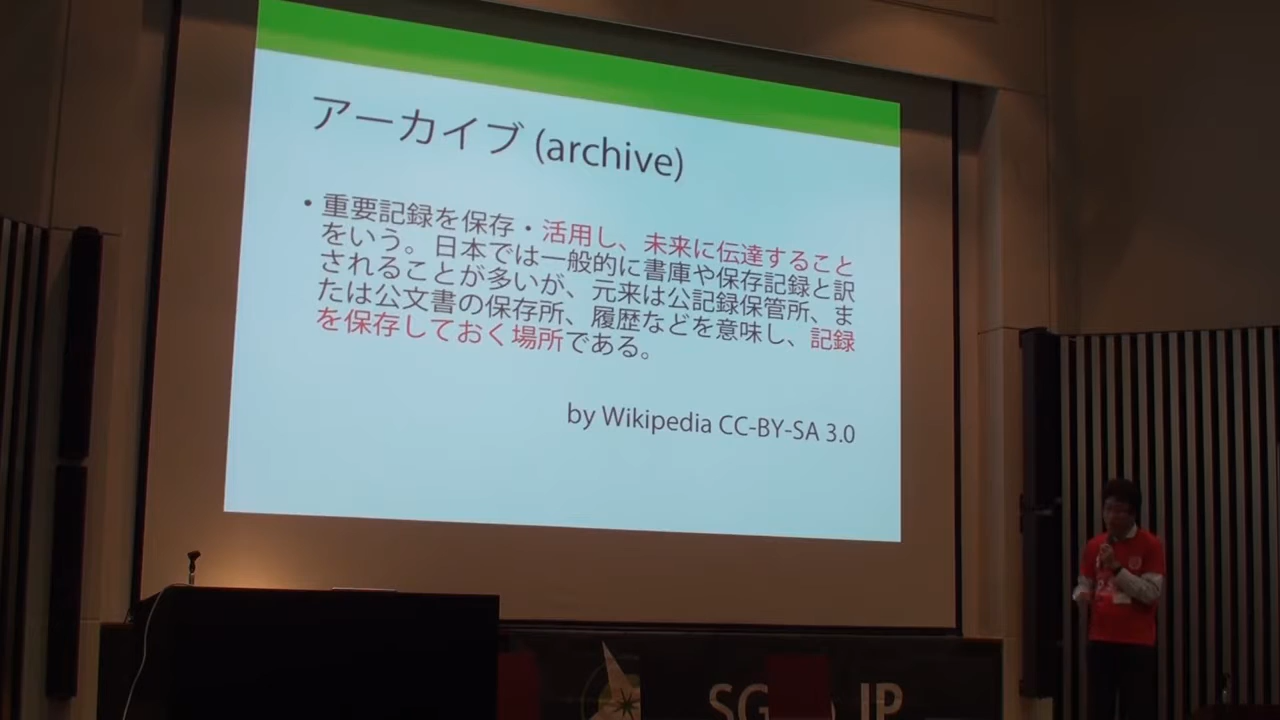 アーカイブ (archive)
・重要記録を保存・活用し、未来に伝達すること
をいう。日本では一般的に書庫や保存記録と訳
されることが多いが、元来は公記録保管所、ま
たは公文書の保存所、履歴などを意味し、記録
を保存しておく場所である。
by Wikipedia CC-BY-SA 3.0
SG
JP